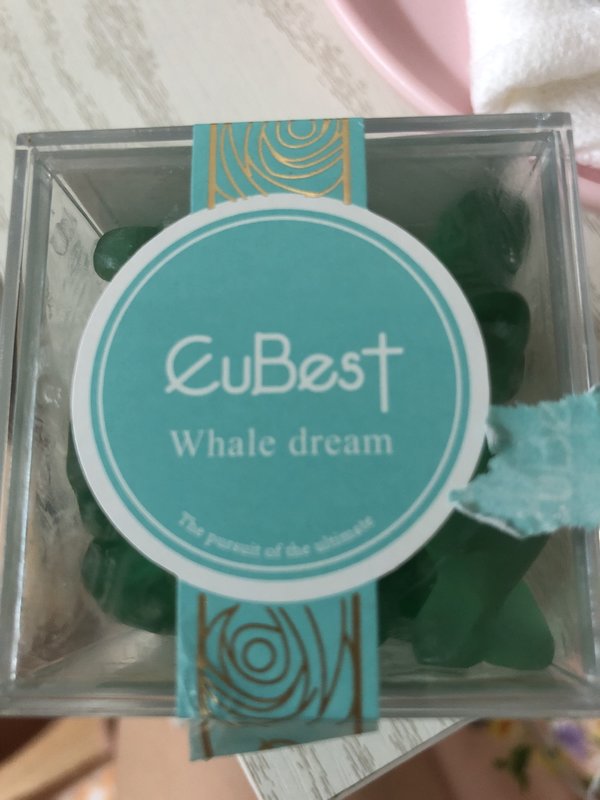 EuBest
Whale dream
The pursuit of the ultimate